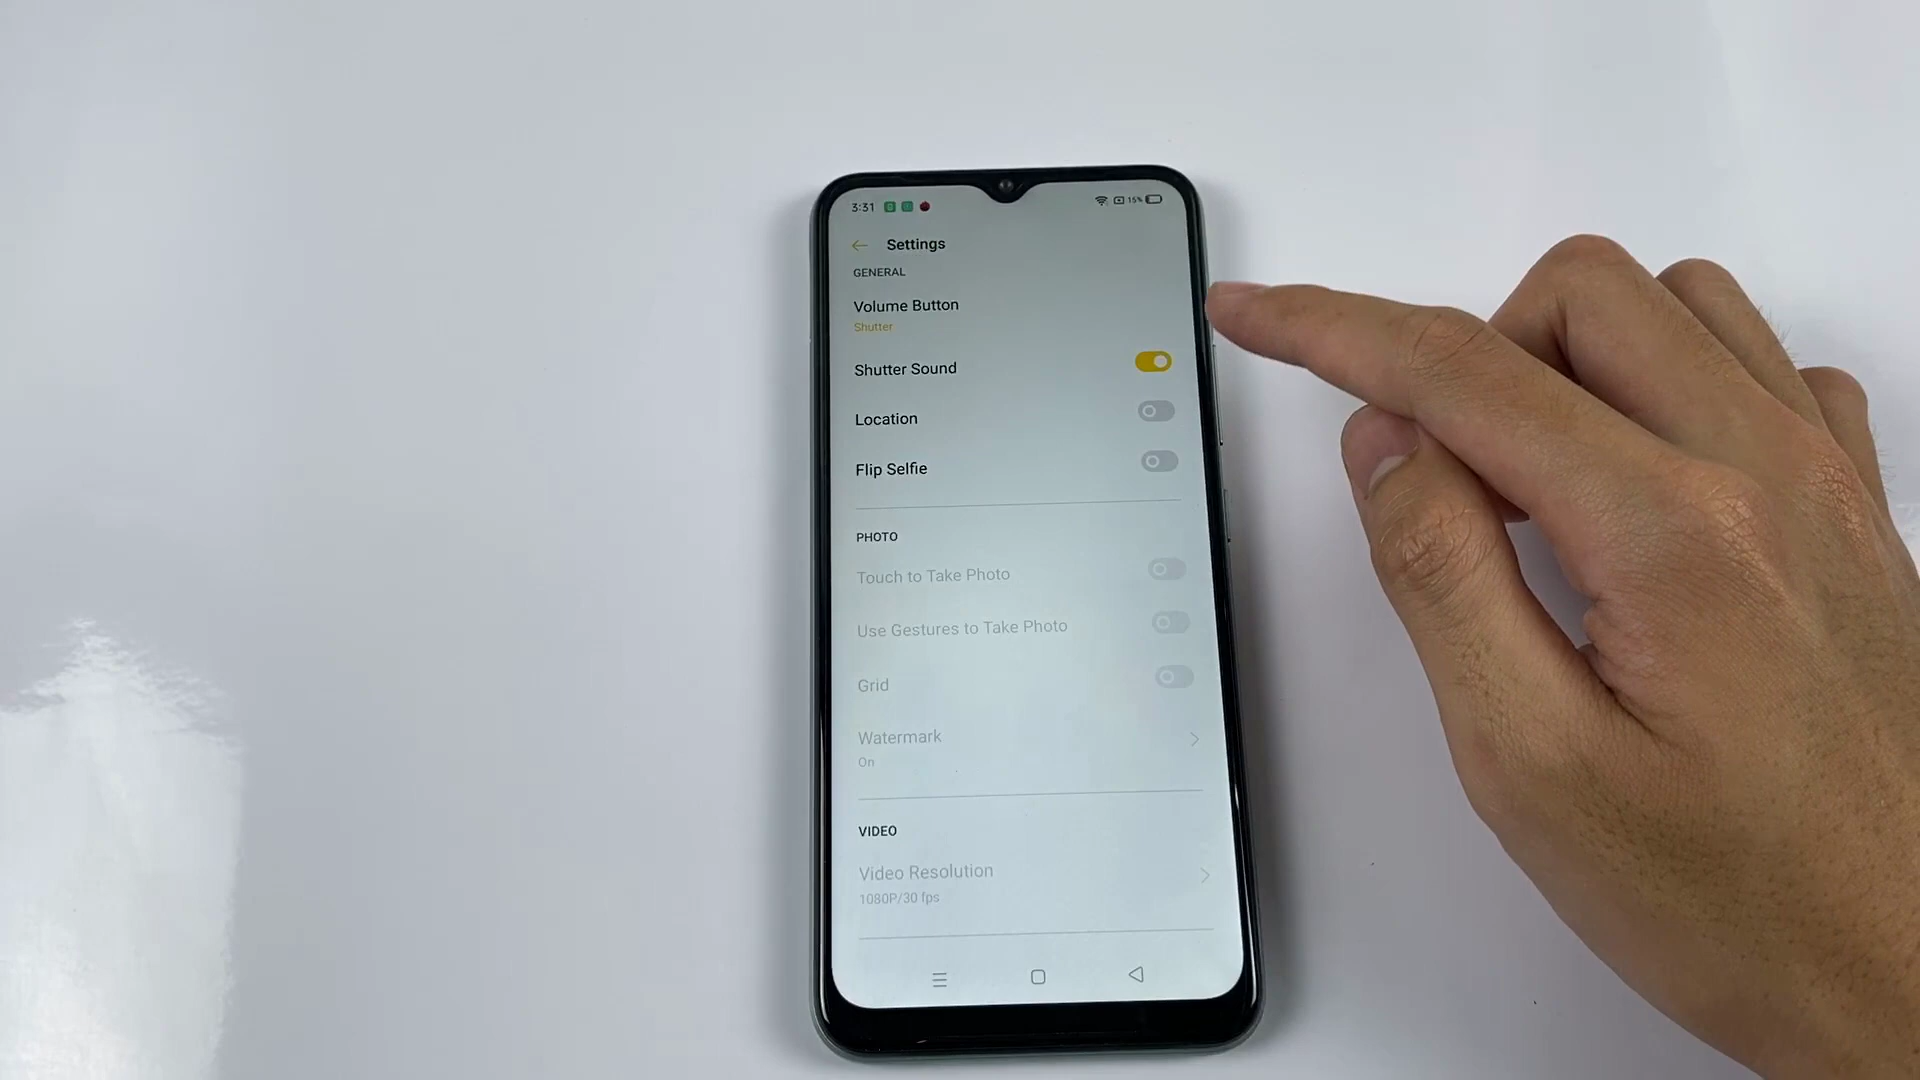 3:31
15%
Settings
GENERAL
Volume Button
Shutter
Shutter Sound
Location
Flip Selfie
PHOTO
Touch to Take Photo
Use Gestures to Take Photo
Grid
Watermark
On
VIDEO
Video Resolution
1080P/30 fps